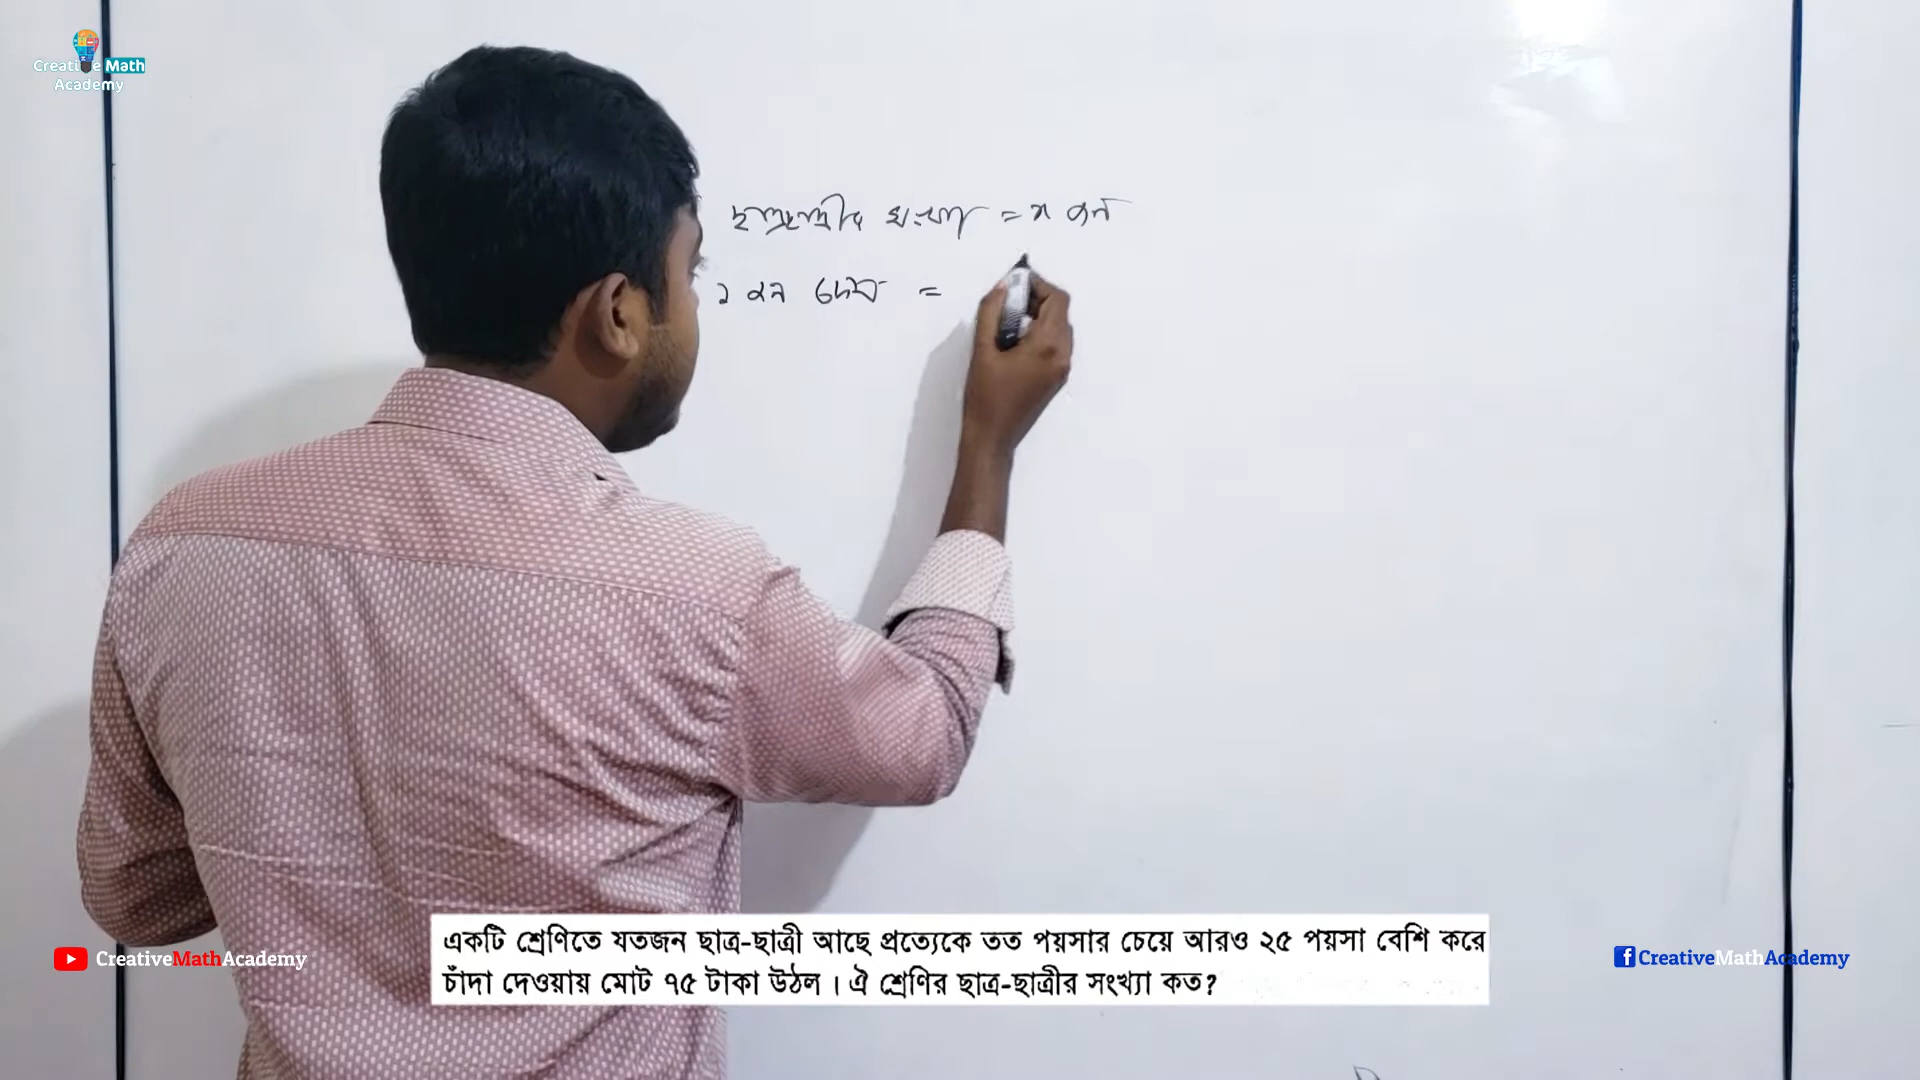 Creative Math
Academy
ছাত্রছাত্রীর সংখ্যা = x জন
১ জন দেয় =
একটি শ্রেণিতে যতজন ছাত্র-ছাত্রী আছে প্রত্যেকে তত পয়সার চেয়ে আরও ২৫ পয়সা বেশি করে
চাঁদা দেওয়ায় মোট ৭৫ টাকা উঠল। ঐ শ্রেণির ছাত্র-ছাত্রীর সংখ্যা কত?
CreativeMathAcademy
CreativeMathAcademy